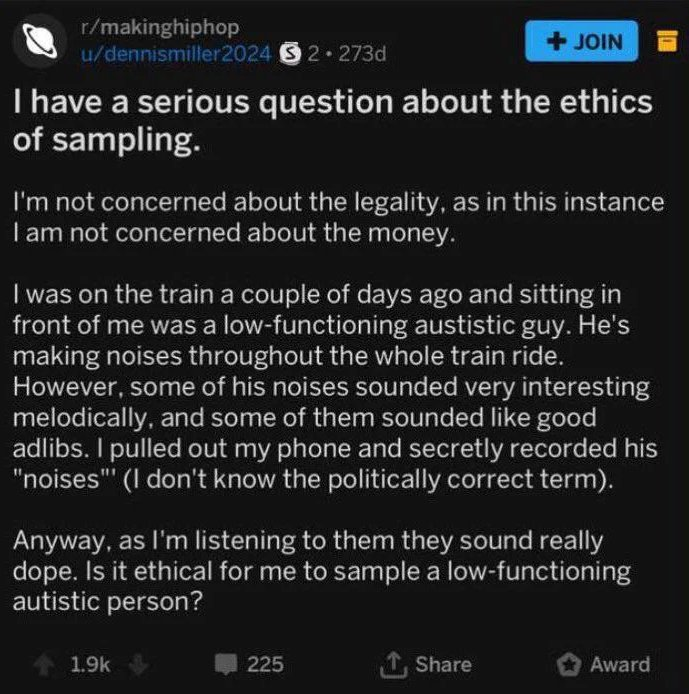 r/makinghiphop
u/dennismiller2024 S 2 • 273d
+ JOIN
I have a serious question about the ethics
of sampling.
I'm not concerned about the legality, as in this instance
I am not concerned about the money.
I was on the train a couple of days ago and sitting in
front of me was a low-functioning austistic guy. He's
making noises throughout the whole train ride.
However, some of his noises sounded very interesting
melodically, and some of them sounded like good
adlibs. I pulled out my phone and secretly recorded his
"noises"' (I don't know the politically correct term).
Anyway, as I'm listening to them they sound really
dope. Is it ethical for me to sample a low-functioning
autistic person?
1.9k 225 Share Award